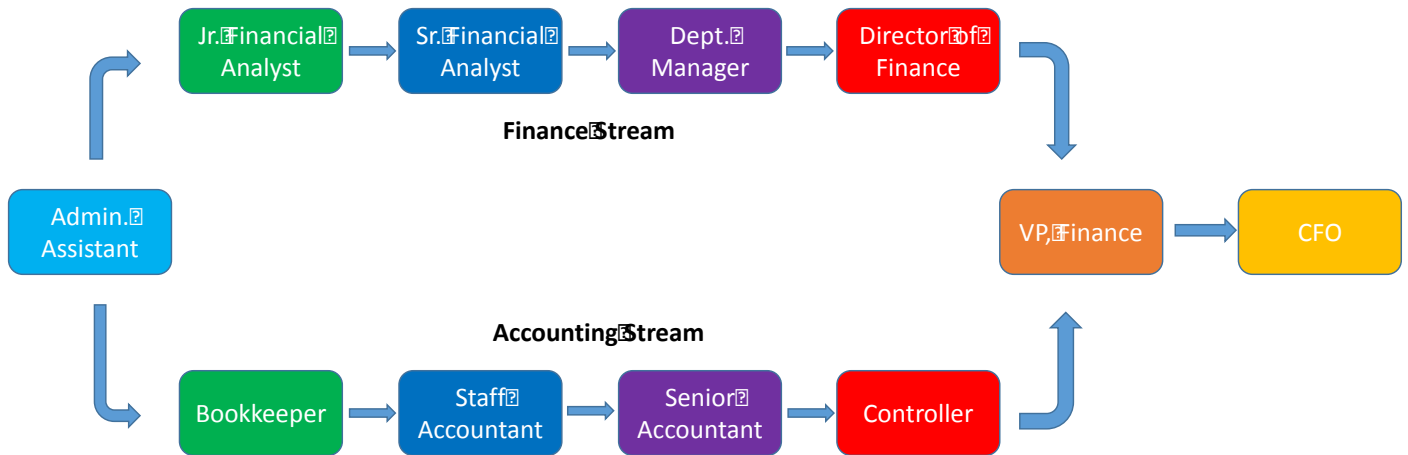 Jr. Financial
Analyst
Sr. Financial
Analyst
Dept.
Manager
Director of
Finance
Finance Stream
Admin.
Assistant
VP, Finance
CFO
Accounting Stream
Bookkeeper
Staff
Accountant
Senior
Accountant
Controller